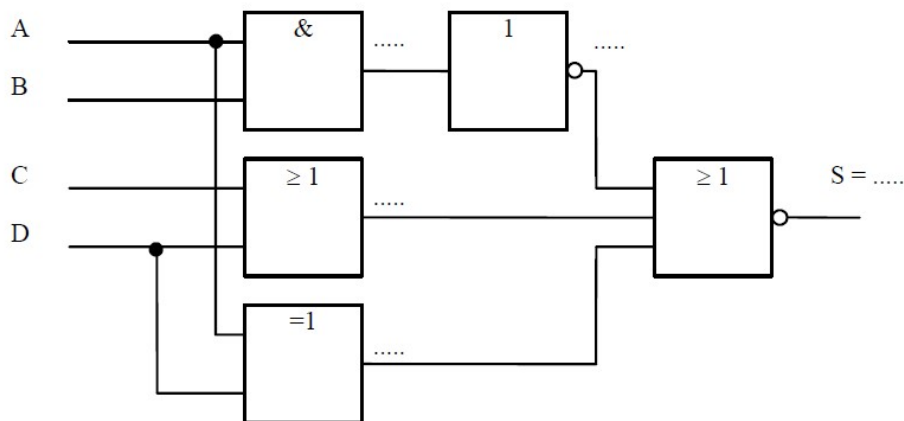 A
&
.....
1
.....
B
C
≥ 1
.....
≥ 1
S = .....
D
=1
.....